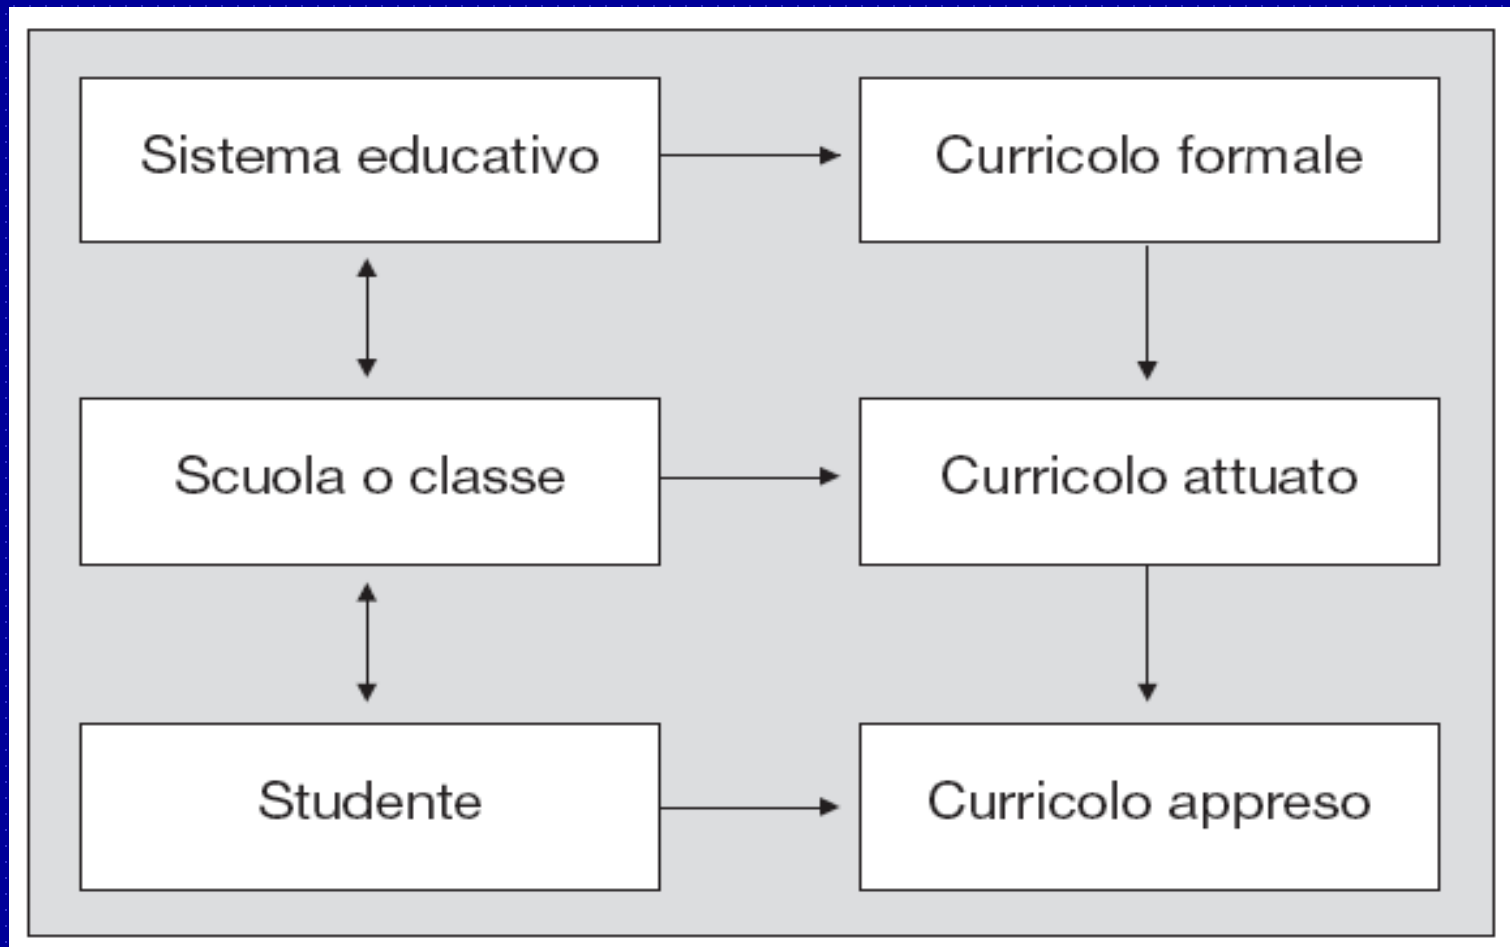 Sistema educativo
Curricolo formale
Scuola o classe
Curricolo attuato
Studente
Curricolo appreso